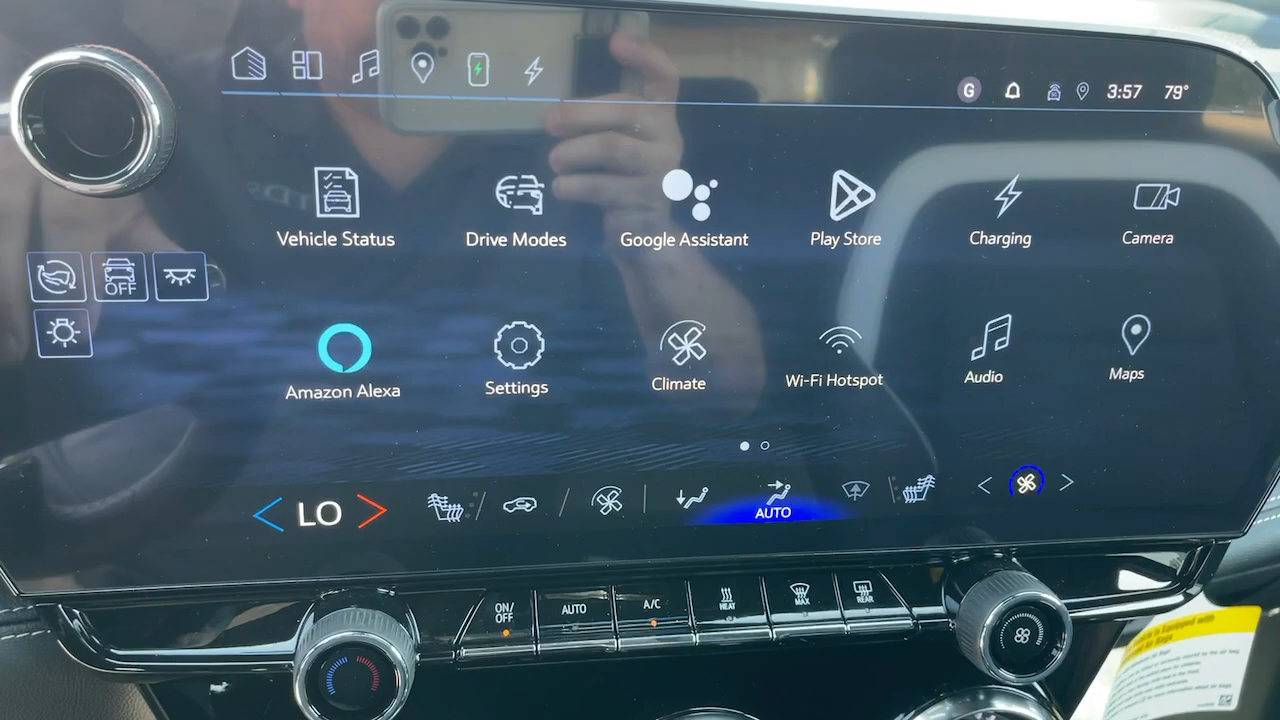 G 3:57 79°
Vehicle Status
Drive Modes
Google Assistant
Play Store
Charging
Camera
OFF
Amazon Alexa
Settings
Climate
Wi-Fi Hotspot
Audio
Maps
LO
AUTO
ON/
OFF
AUTO
A/C
HEAT
MAX
REAR